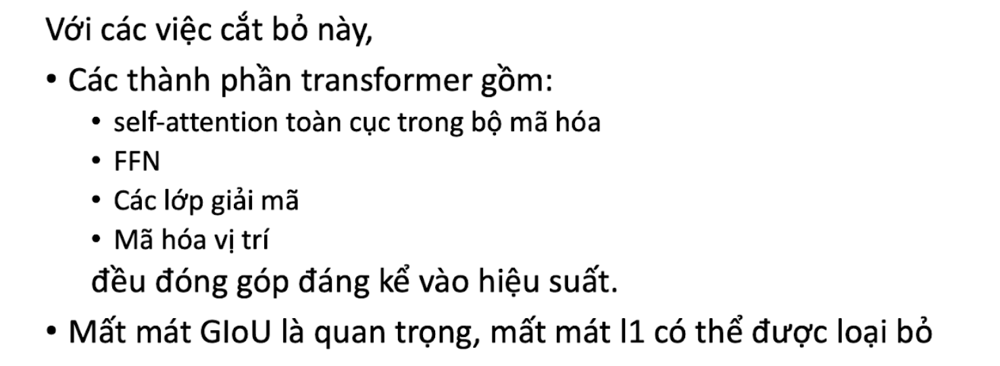 Với các việc cắt bỏ này,
• Các thành phần transformer gồm:
• self-attention toàn cục trong bộ mã hóa
• FFN
• Các lớp giải mã
• Mã hóa vị trí
đều đóng góp đáng kể vào hiệu suất.
• Mất mát GIoU là quan trọng, mất mát l1 có thể được loại bỏ